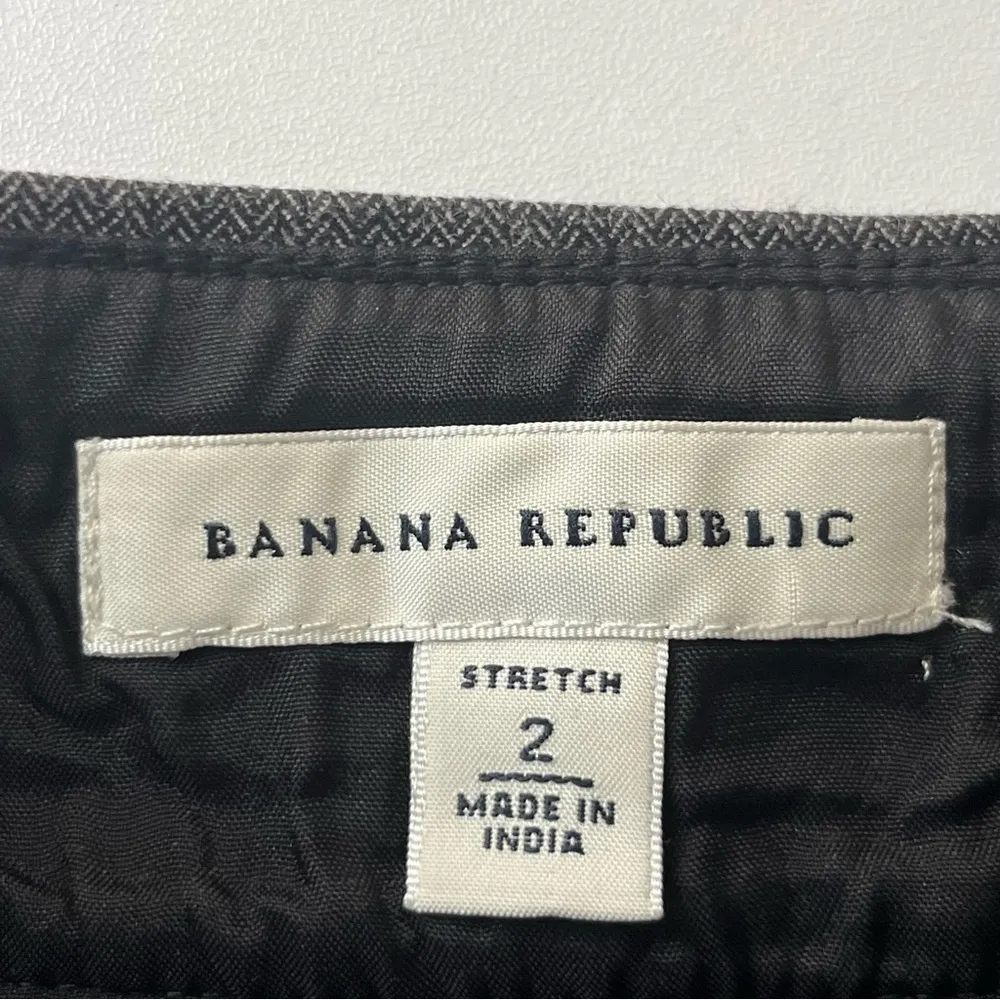 BANANA REPUBLIC
STRETCH
2
MADE IN
INDIA